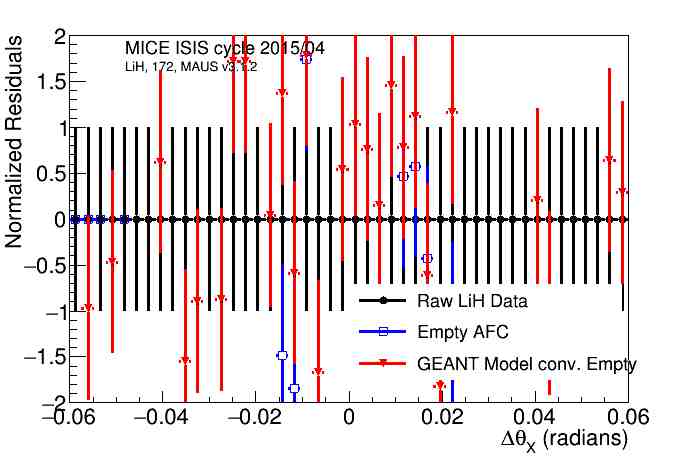 MICE ISIS cycle 2015/04
LiH, 172, MAUS v3.1.2
Normalized Residuals
2
1.5
1
0.5
0
−0.5
−1
−1.5
−2
Raw LiH Data
Empty AFC
GEANT Model conv. Empty
−0.06
−0.04
−0.02
0
0.02
0.04
0.06
Δθ_X (radians)